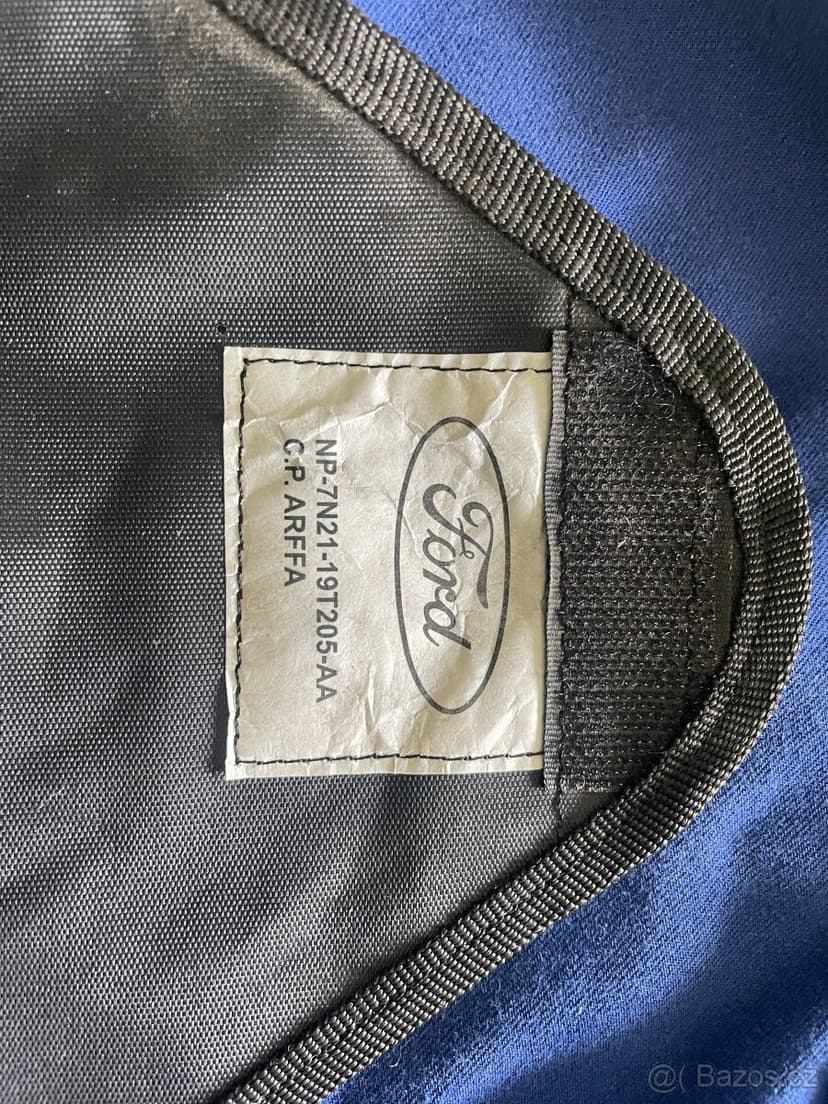 Ford
NP-7N21-19T205-AA
C.P. ARFFA
@( Bazos.cz